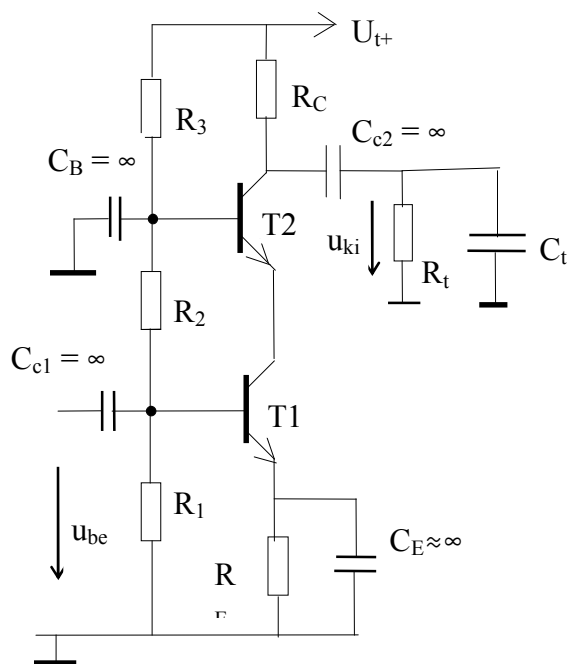 U_t+
R_3
R_C
C_B = ∞
C_c2 = ∞
T2
u_ki
R_t
C_t
R_2
C_c1 = ∞
T1
R_1
u_be
C_E≈∞
R